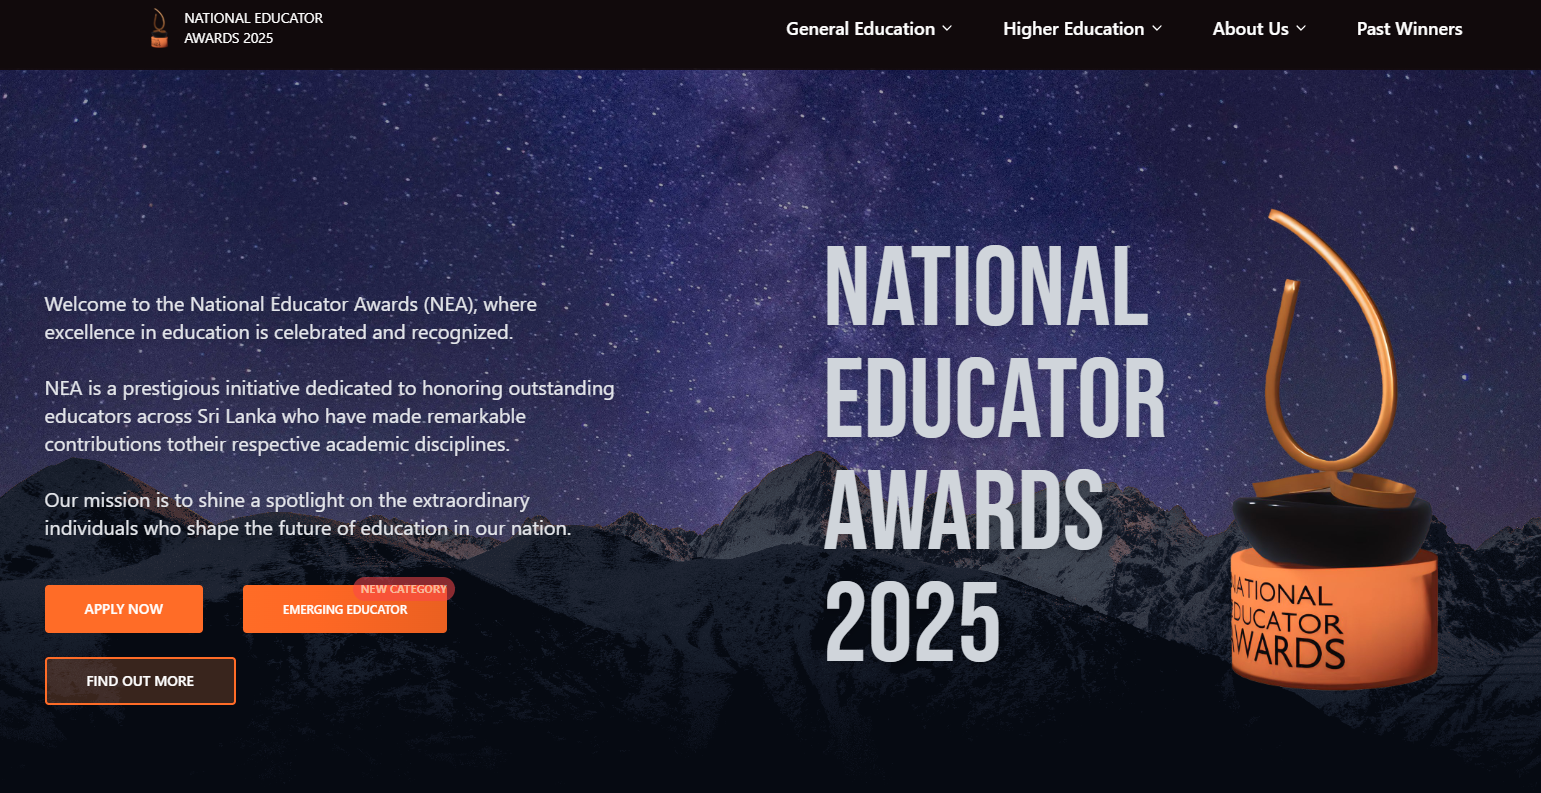 NATIONAL EDUCATOR
AWARDS 2025
General Education
Higher Education
About Us
Past Winners
Welcome to the National Educator Awards (NEA), where
excellence in education is celebrated and recognized.
NEA is a prestigious initiative dedicated to honoring outstanding
educators across Sri Lanka who have made remarkable
contributions totheir respective academic disciplines.
Our mission is to shine a spotlight on the extraordinary
individuals who shape the future of education in our nation.
APPLY NOW
NEW CATEGORY
EMERGING EDUCATOR
FIND OUT MORE
NATIONAL
EDUCATOR
AWARDS
2025
NATIONAL
EDUCATOR
AWARDS